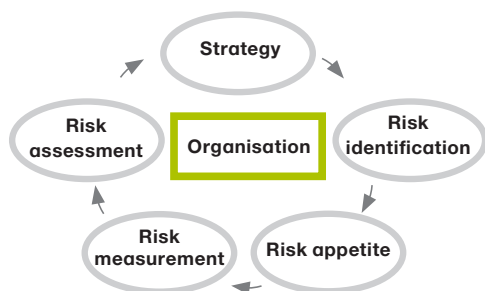 Strategy
Risk
identification
Risk appetite
Risk
measurement
Risk
assessment
Organisation